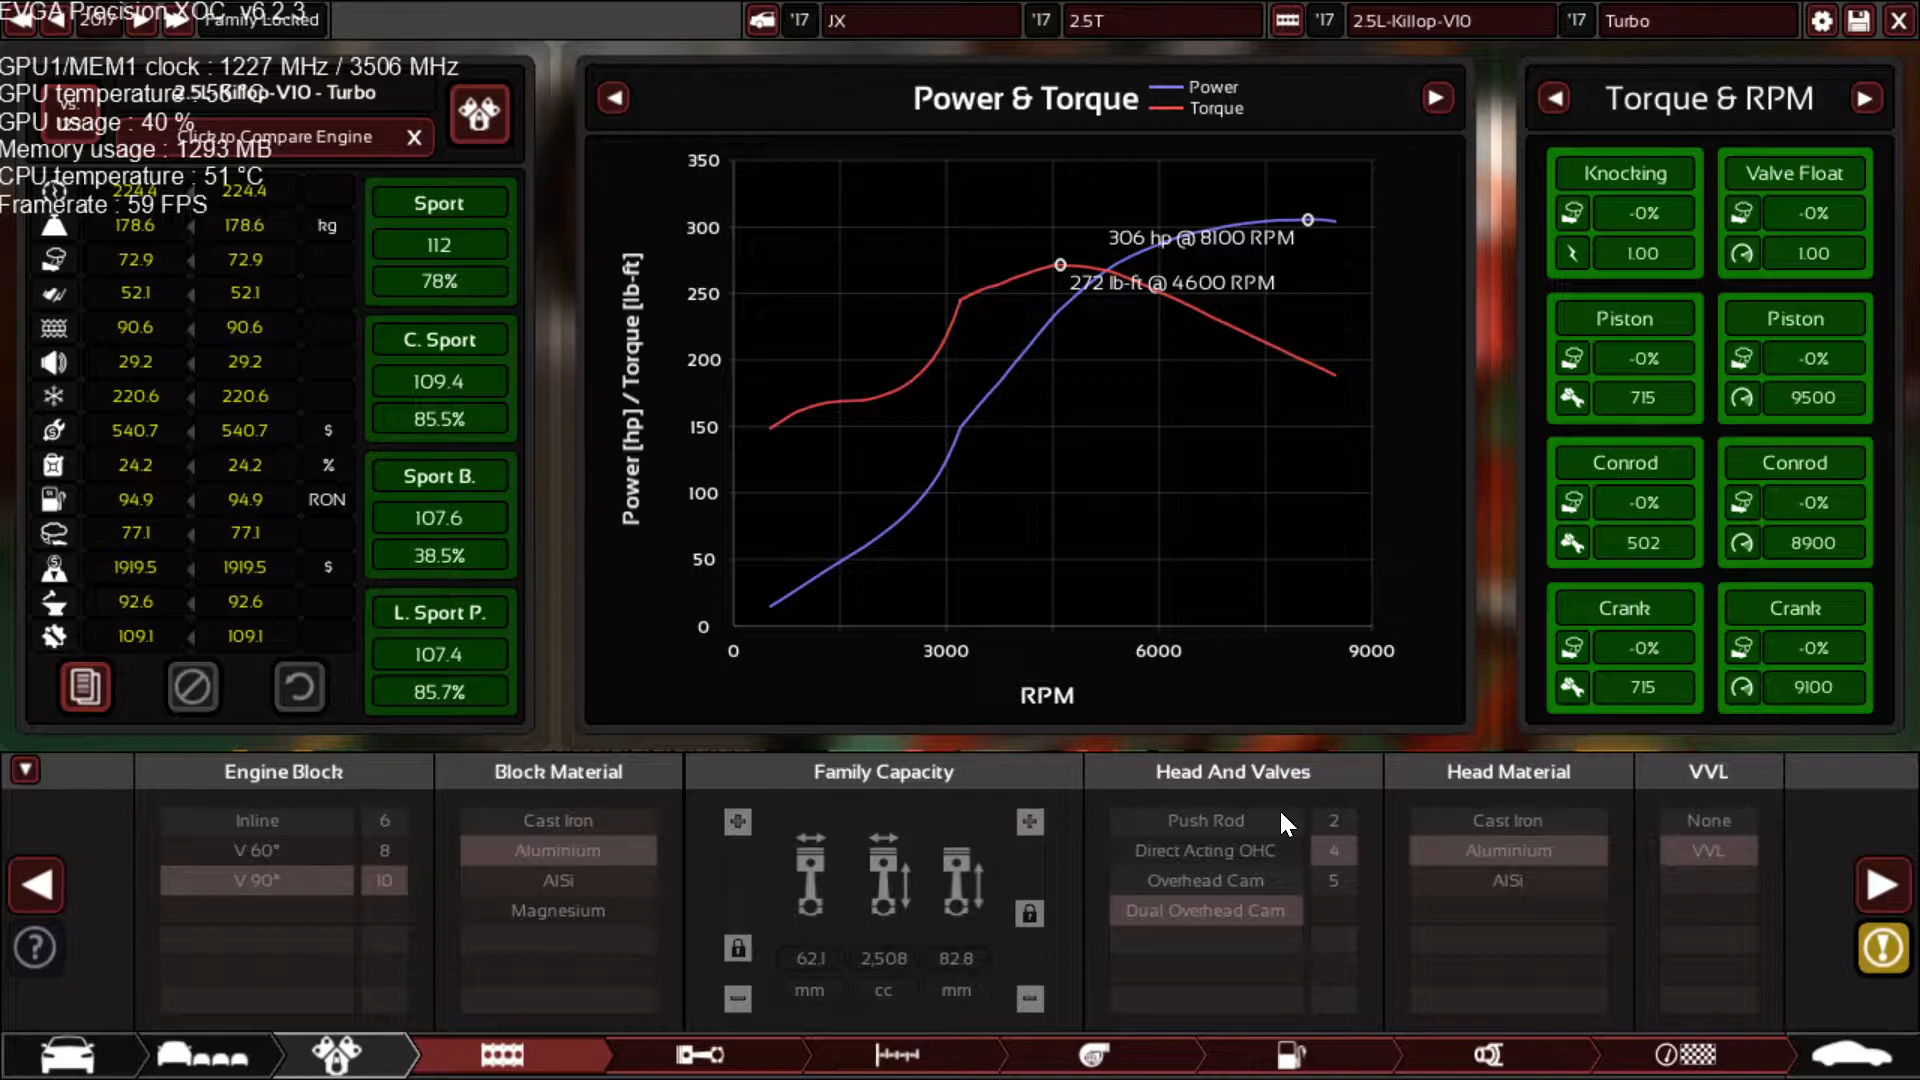 EVGA Precision XOC v6.2.3
2017
Family Locked
'17
JX
'17
2.5T
'17
2.5L-Killop-V10
'17
Turbo
GPU1/MEM1 clock : 1227 MHz / 3506 MHz
GPU temperature : 56 °C
2.5L-Killop-V10 - Turbo
GPU usage : 40 %
Vs.
Click to Compare Engine
X
Memory usage : 1293 MB
CPU temperature : 51 °C
Framerate : 59 FPS
224.4 224.4
178.6 178.6 kg
72.9 72.9
52.1 52.1
90.6 90.6
29.2 29.2
220.6 220.6
540.7 540.7 $
24.2 24.2 %
94.9 94.9 RON
77.1 77.1
1919.5 1919.5 $
92.6 92.6
109.1 109.1
Sport
112
78%
C. Sport
109.4
85.5%
Sport B.
107.6
38.5%
L. Sport P.
107.4
85.7%
Power & Torque
Power
Torque
Power [hp] / Torque [lb-ft]
350
300
250
200
150
100
50
0
306 hp @ 8100 RPM
272 lb-ft @ 4600 RPM
0 3000 6000 9000
RPM
Torque & RPM
Knocking
-0%
1.00
Valve Float
-0%
1.00
Piston
-0%
715
Piston
-0%
9500
Conrod
-0%
502
Conrod
-0%
8900
Crank
-0%
715
Crank
-0%
9100
Engine Block
Inline 6
V 60° 8
V 90° 10
Block Material
Cast Iron
Aluminium
AlSi
Magnesium
Family Capacity
62.1 2,508 82.8
mm cc mm
Head And Valves
Push Rod 2
Direct Acting OHC 4
Overhead Cam 5
Dual Overhead Cam
Head Material
Cast Iron
Aluminium
AlSi
VVL
None
VVL